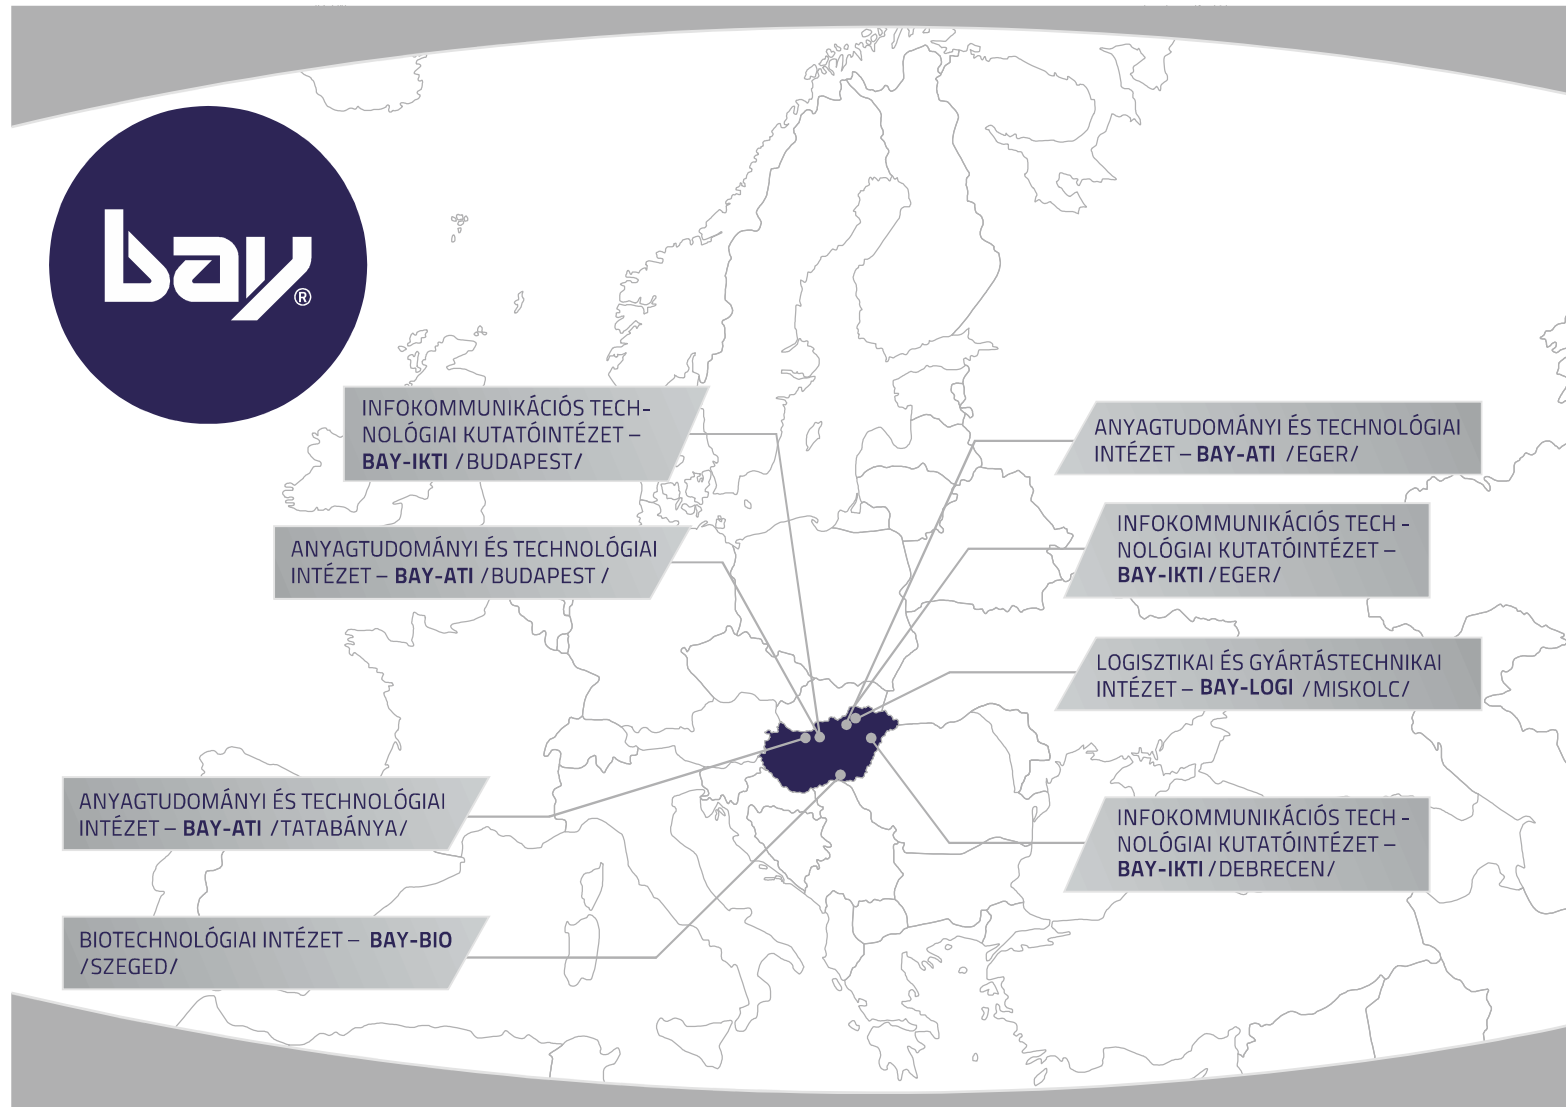 bay®
INFOKOMMUNIKÁCIÓS TECH-
NOLÓGIAI KUTATÓINTÉZET –
BAY-IKTI /BUDAPEST/
ANYAGTUDOMÁNYI ÉS TECHNOLÓGIAI
INTÉZET – BAY-ATI /BUDAPEST /
ANYAGTUDOMÁNYI ÉS TECHNOLÓGIAI
INTÉZET – BAY-ATI /TATABÁNYA/
BIOTECHNOLÓGIAI INTÉZET – BAY-BIO
/SZEGED/
ANYAGTUDOMÁNYI ÉS TECHNOLÓGIAI
INTÉZET – BAY-ATI /EGER/
INFOKOMMUNIKÁCIÓS TECH -
NOLÓGIAI KUTATÓINTÉZET –
BAY-IKTI /EGER/
LOGISZTIKAI ÉS GYÁRTÁSTECHNIKAI
INTÉZET – BAY-LOGI /MISKOLC/
INFOKOMMUNIKÁCIÓS TECH -
NOLÓGIAI KUTATÓINTÉZET –
BAY-IKTI /DEBRECEN/